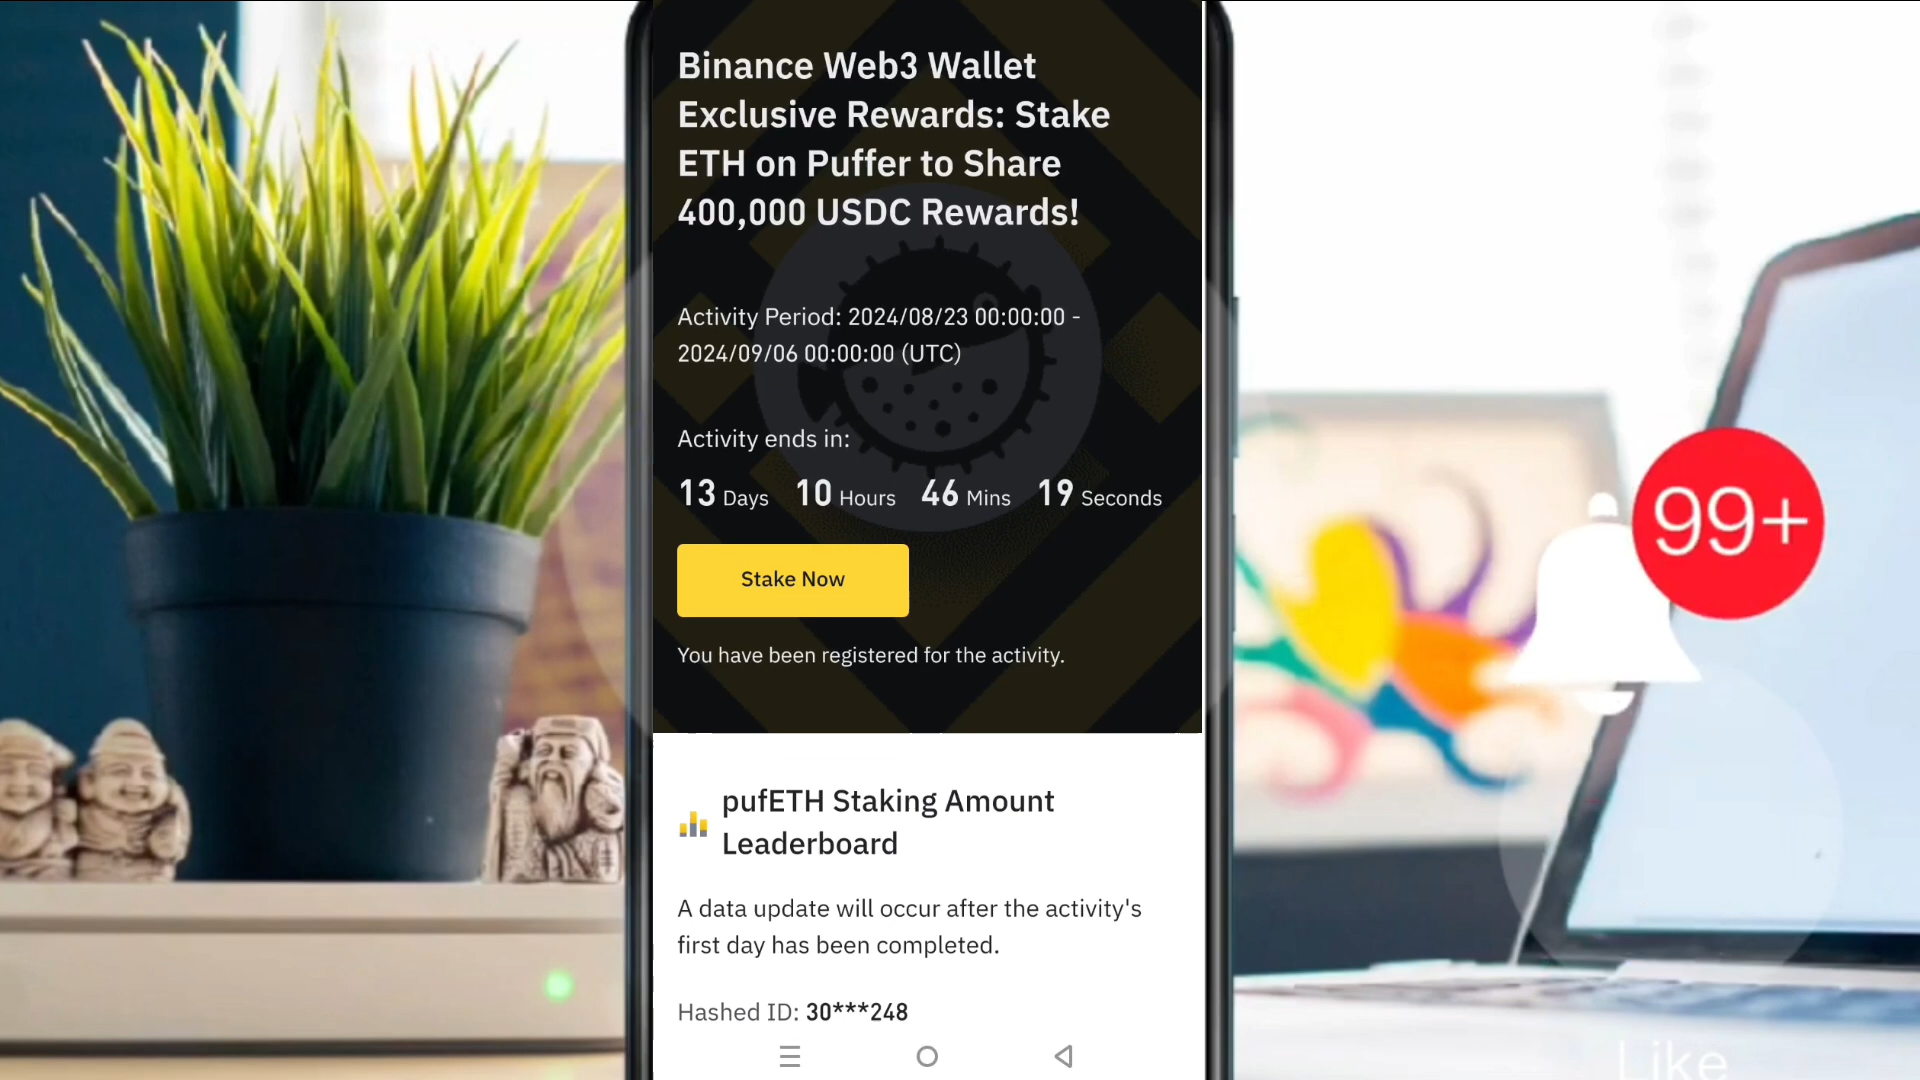 Binance Web3 Wallet
Exclusive Rewards: Stake
ETH on Puffer to Share
400,000 USDC Rewards!
Activity Period: 2024/08/23 00:00:00 -
2024/09/06 00:00:00 (UTC)
Activity ends in:
13 Days 10 Hours 46 Mins 19 Seconds
Stake Now
You have been registered for the activity.
99+
pufETH Staking Amount
Leaderboard
A data update will occur after the activity's
first day has been completed.
Hashed ID: 30***248
Like